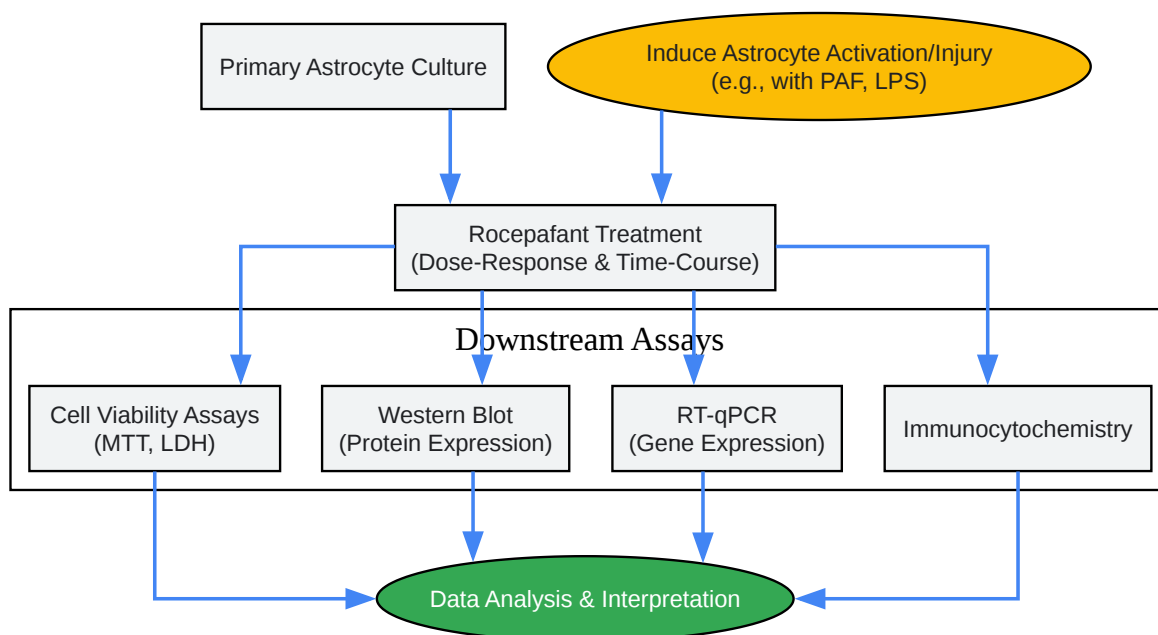 Primary Astrocyte Culture
Induce Astrocyte Activation/Injury
(e.g., with PAF, LPS)
Rocepafant Treatment
(Dose-Response & Time-Course)
Downstream Assays
Cell Viability Assays
(MTT, LDH)
Western Blot
(Protein Expression)
RT-qPCR
(Gene Expression)
Immunocytochemistry
Data Analysis & Interpretation